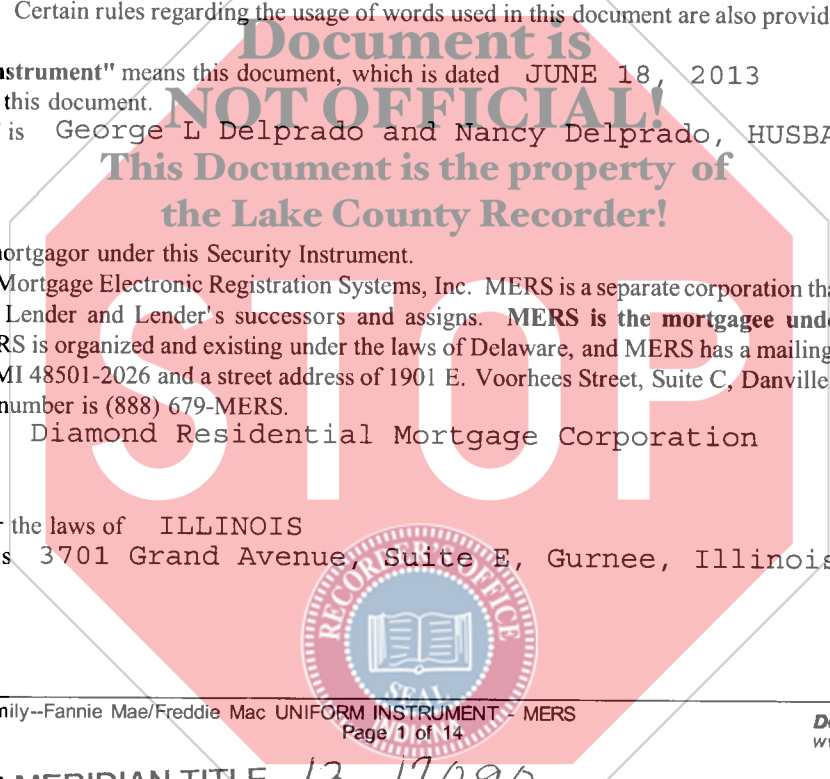 Certain rules regarding the usage of words used in this document are also provid
Document is
nstrument" means this document, which is dated JUNE 18, 2013
this document.
NOT OFFICIAL!
is George L Delprado and Nancy Delprado, HUSBA
This Document is the property of
the Lake County Recorder!
ortgagor under this Security Instrument.
Mortgage Electronic Registration Systems, Inc. MERS is a separate corporation tha
Lender and Lender's successors and assigns. MERS is the mortgagee unde
RS is organized and existing under the laws of Delaware, and MERS has a mailing
MI 48501-2026 and a street address of 1901 E. Voorhees Street, Suite C, Danville
number is (888) 679-MERS.
STOP
Diamond Residential Mortgage Corporation
r the laws of ILLINOIS
s 3701 Grand Avenue, Suite E, Gurnee, Illinois
RECORDER'S OFFICE
SEAL
INDIANA
mily--Fannie Mae/Freddie Mac UNIFORM INSTRUMENT - MERS
Page 1 of 14
MERIDIAN TITLE